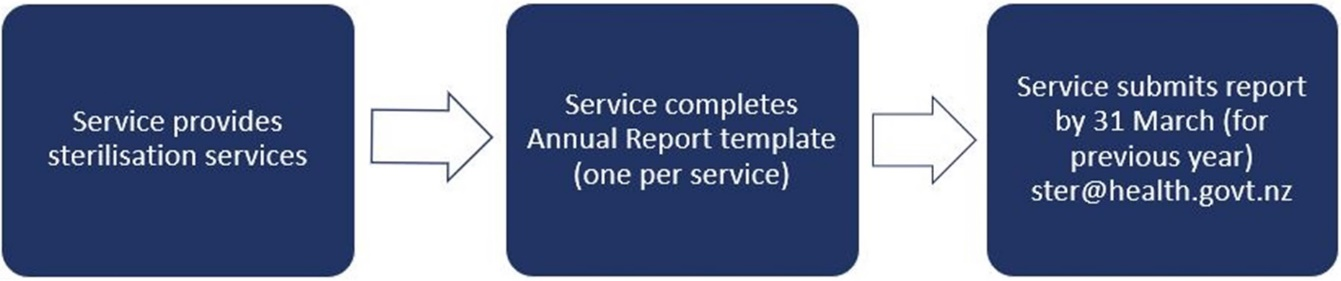 Service provides
sterilisation services
Service completes
Annual Report template
(one per service)
Service submits report
by 31 March (for
previous year)
ster@health.govt.nz